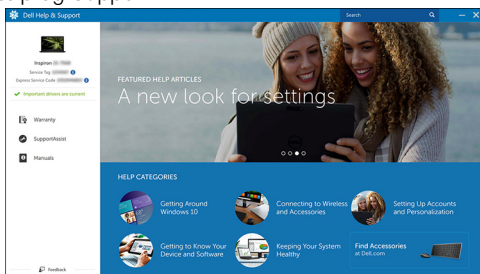 Dell Help & Support
Search
Inspiron
Service Tag
Express Service Code
Important drivers are current
Warranty
SupportAssist
Manuals
Feedback
FEATURED HELP ARTICLES
A new look for settings
HELP CATEGORIES
Getting Around
Windows 10
Connecting to Wireless
and Accessories
Setting Up Accounts
and Personalization
Getting to Know Your
Device and Software
Keeping Your System
Healthy
Find Accessories
at Dell.com